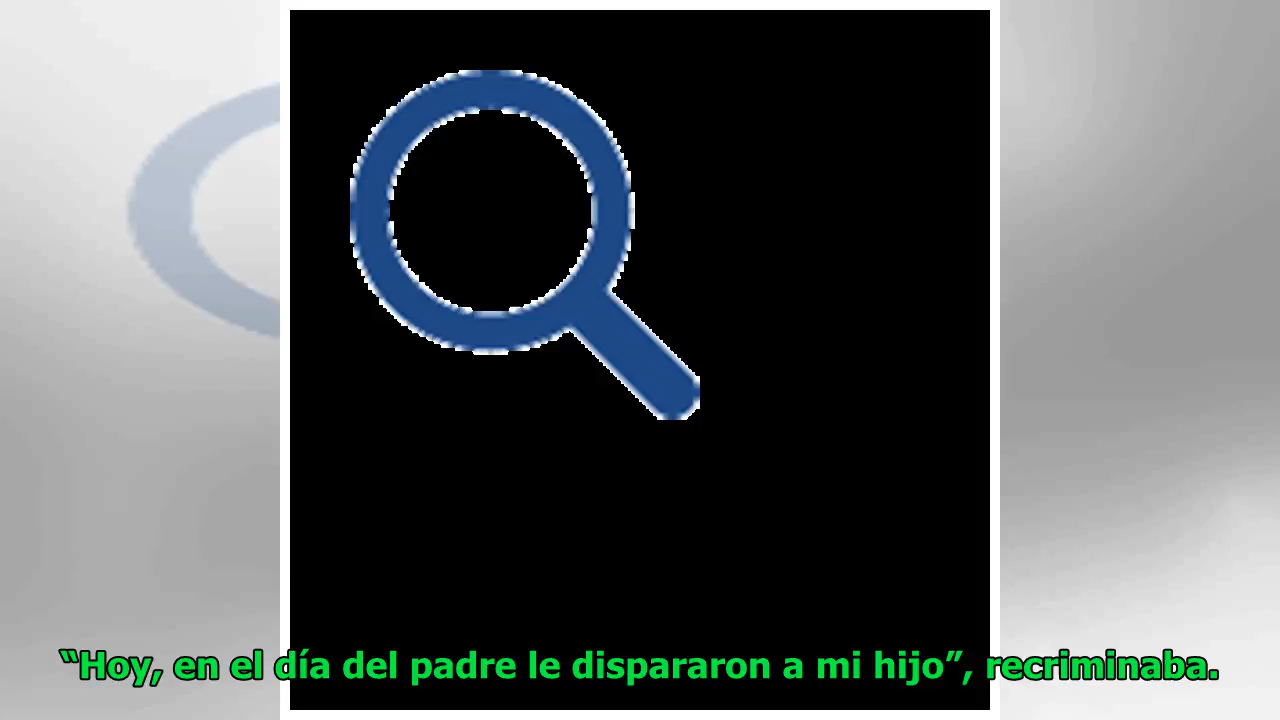 “Hoy, en el día del padre le dispararon a mi hijo”, recriminaba.